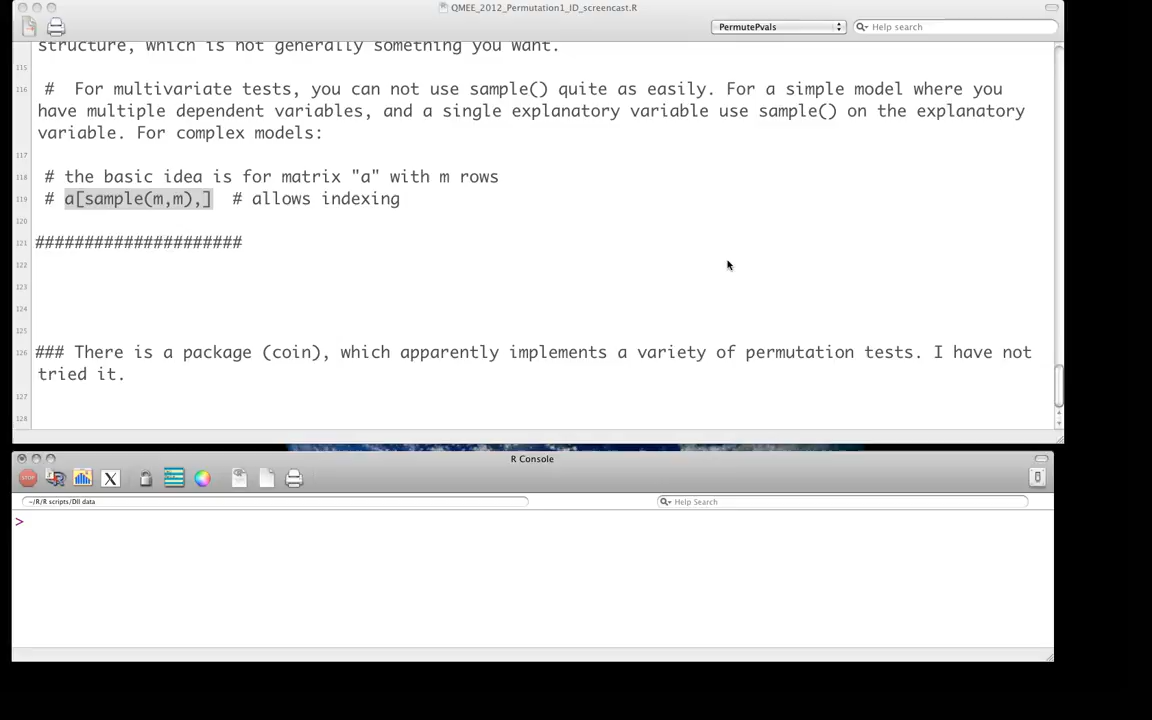 QMEE_2012_Permutation1_ID_screencast.R
PermutePvals
Help search
structure, which is not generally something you want.
115
116 #  For multivariate tests, you can not use sample() quite as easily. For a simple model where you
have multiple dependent variables, and a single explanatory variable use sample() on the explanatory
variable. For complex models:
117
118 # the basic idea is for matrix "a" with m rows
119 # a[sample(m,m),]  # allows indexing
120
121 #####################
122
123
124
125
126 ### There is a package (coin), which apparently implements a variety of permutation tests. I have not
tried it.
127
128
R Console
STOP
X
~/R/R scripts/Dll data
Help Search
>